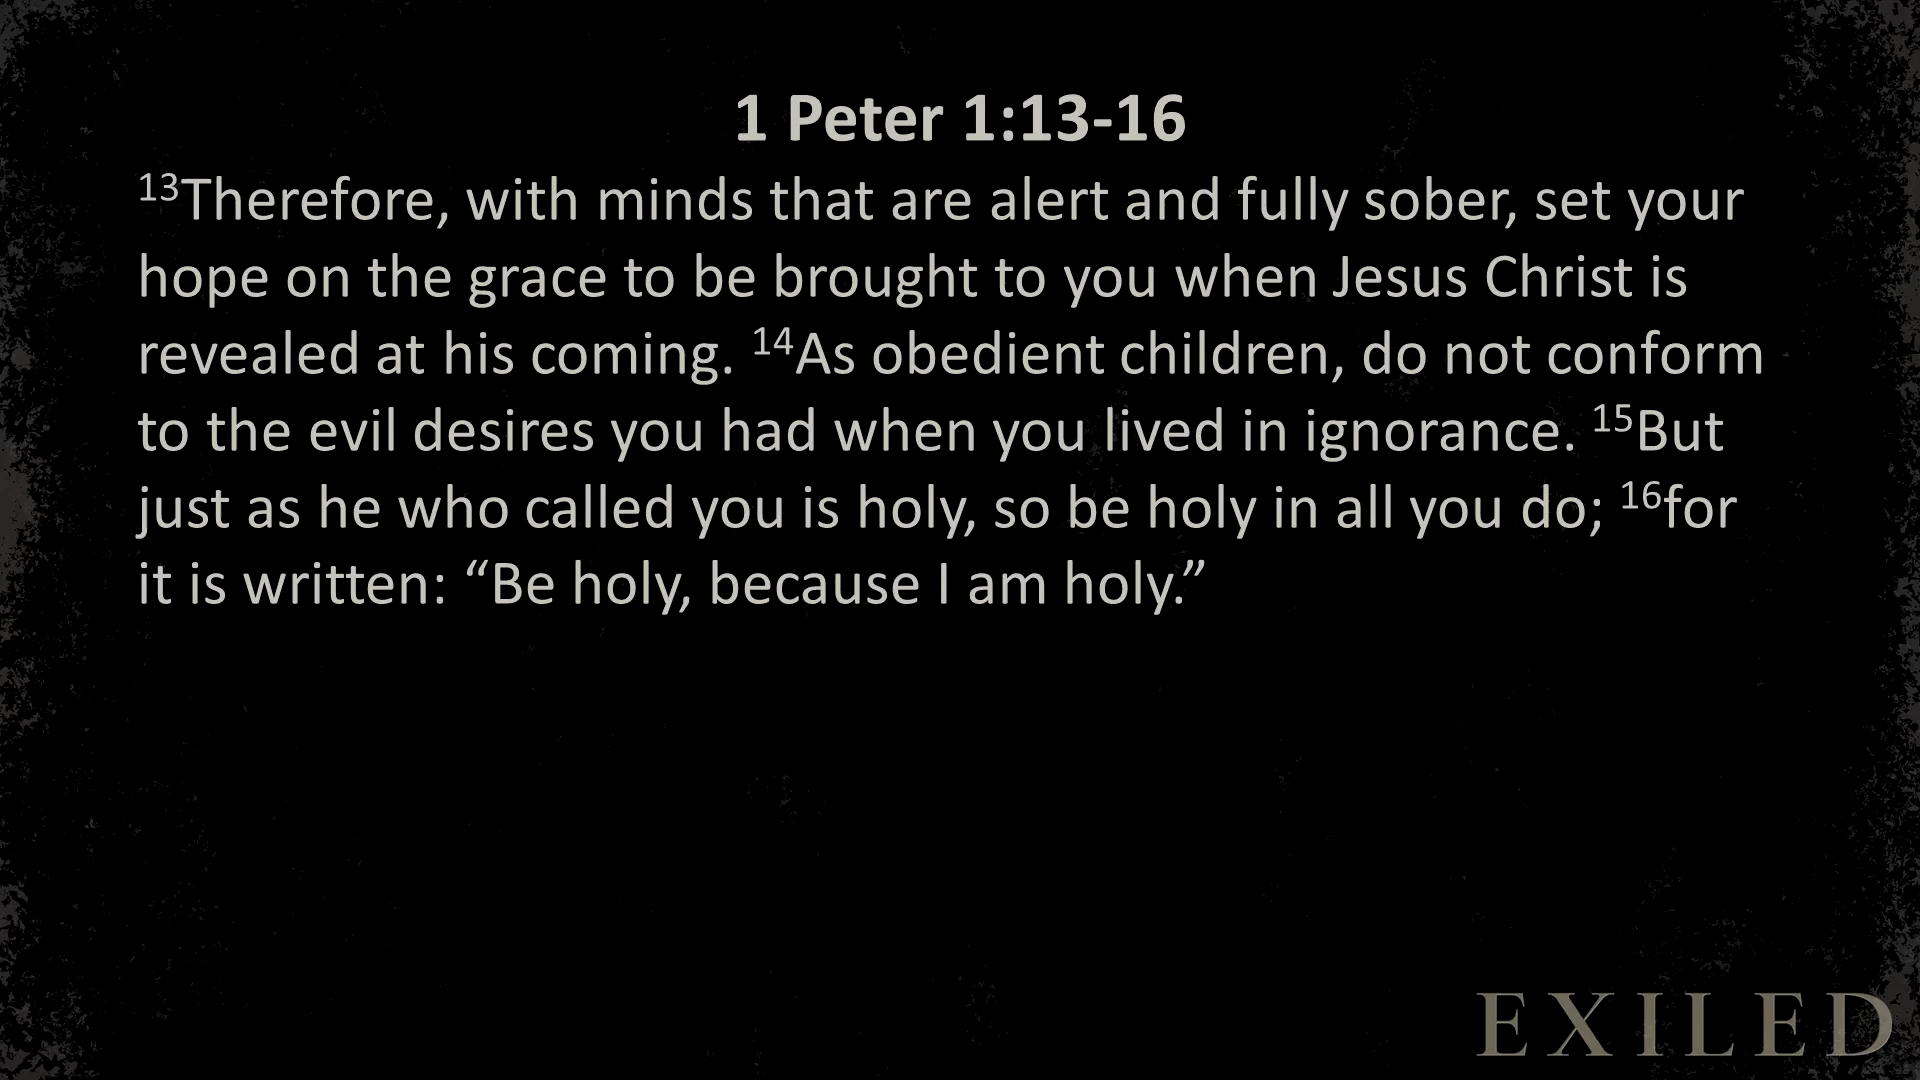 1 Peter 1:13-16
13Therefore, with minds that are alert and fully sober, set your
hope on the grace to be brought to you when Jesus Christ is
revealed at his coming. 14As obedient children, do not conform
to the evil desires you had when you lived in ignorance. 15But
just as he who called you is holy, so be holy in all you do; 16for
it is written: “Be holy, because I am holy.”
EXILED